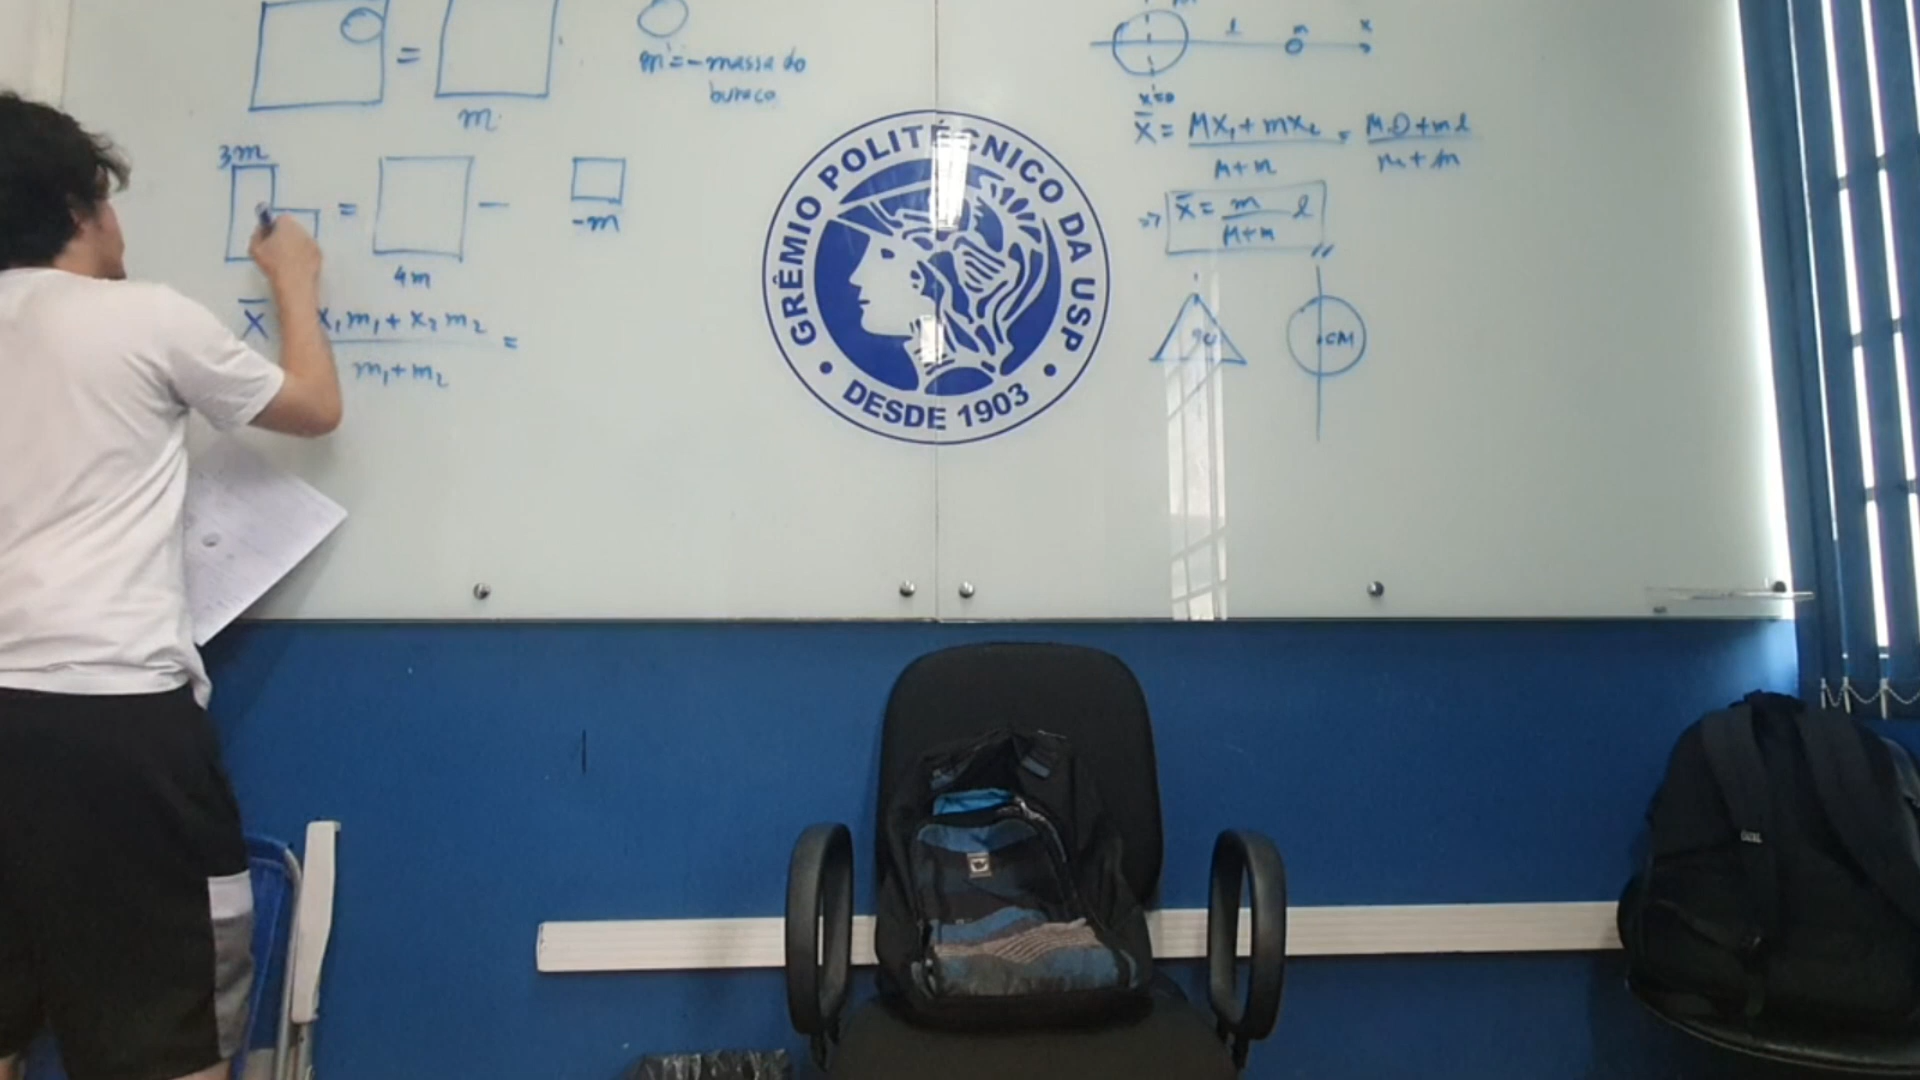 =
m
m' = - massa do
buraco
3m
=
4m
-
-m
X̄
x₁m₁ + x₂m₂
=
m₁ + m₂
GRÊMIO POLITÉCNICO DA USP
• DESDE 1903 •
l
m
x
x=0
X̄ = Mx₁ + mx₂ = M.0 + ml
M+m
M+m
=> X̄ = m l
M+m
CM